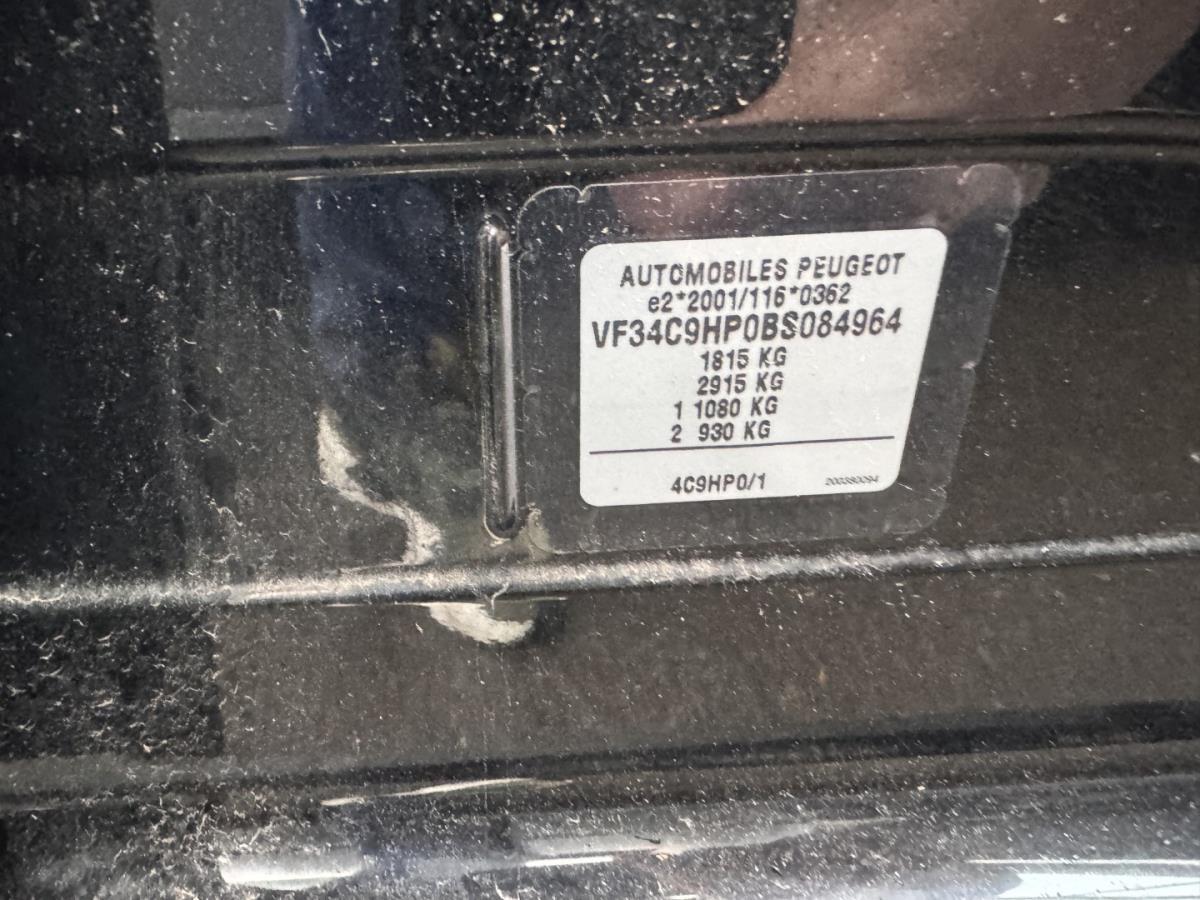 AUTOMOBILES PEUGEOT
e2*2001/116*0362
VF34C9HP0BS084964
1815 KG
2915 KG
1 1080 KG
2 930 KG
4C9HP0/1
200380094